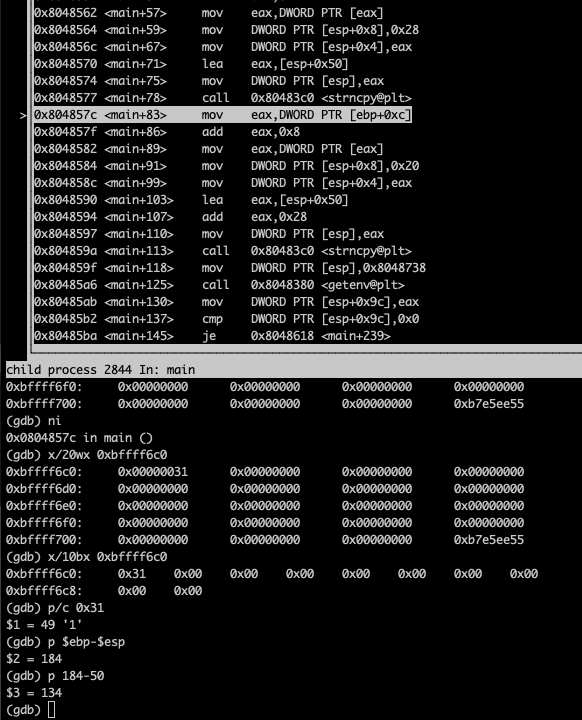 0x8048562 <main+57>     mov    eax,DWORD PTR [eax]
0x8048564 <main+59>     mov    DWORD PTR [esp+0x8],0x28
0x804856c <main+67>     mov    DWORD PTR [esp+0x4],eax
0x8048570 <main+71>     lea    eax,[esp+0x50]
0x8048574 <main+75>     mov    DWORD PTR [esp],eax
0x8048577 <main+78>     call   0x80483c0 <strncpy@plt>
> 0x804857c <main+83>     mov    eax,DWORD PTR [ebp+0xc]
0x804857f <main+86>     add    eax,0x8
0x8048582 <main+89>     mov    eax,DWORD PTR [eax]
0x8048584 <main+91>     mov    DWORD PTR [esp+0x8],0x20
0x804858c <main+99>     mov    DWORD PTR [esp+0x4],eax
0x8048590 <main+103>    lea    eax,[esp+0x50]
0x8048594 <main+107>    add    eax,0x28
0x8048597 <main+110>    mov    DWORD PTR [esp],eax
0x804859a <main+113>    call   0x80483c0 <strncpy@plt>
0x804859f <main+118>    mov    DWORD PTR [esp],0x8048738
0x80485a6 <main+125>    call   0x8048380 <getenv@plt>
0x80485ab <main+130>    mov    DWORD PTR [esp+0x9c],eax
0x80485b2 <main+137>    cmp    DWORD PTR [esp+0x9c],0x0
0x80485ba <main+145>    je     0x8048618 <main+239>
child process 2844 In: main
0xbffff6f0:     0x00000000      0x00000000      0x00000000      0x00000000
0xbffff700:     0x00000000      0x00000000      0x00000000      0xb7e5ee55
(gdb) ni
0x0804857c in main ()
(gdb) x/20wx 0xbffff6c0
0xbffff6c0:     0x00000031      0x00000000      0x00000000      0x00000000
0xbffff6d0:     0x00000000      0x00000000      0x00000000      0x00000000
0xbffff6e0:     0x00000000      0x00000000      0x00000000      0x00000000
0xbffff6f0:     0x00000000      0x00000000      0x00000000      0x00000000
0xbffff700:     0x00000000      0x00000000      0x00000000      0xb7e5ee55
(gdb) x/10bx 0xbffff6c0
0xbffff6c0:     0x31    0x00    0x00    0x00    0x00    0x00    0x00    0x00
0xbffff6c8:     0x00    0x00
(gdb) p/c 0x31
$1 = 49 '1'
(gdb) p $ebp-$esp
$2 = 184
(gdb) p 184-50
$3 = 134
(gdb)